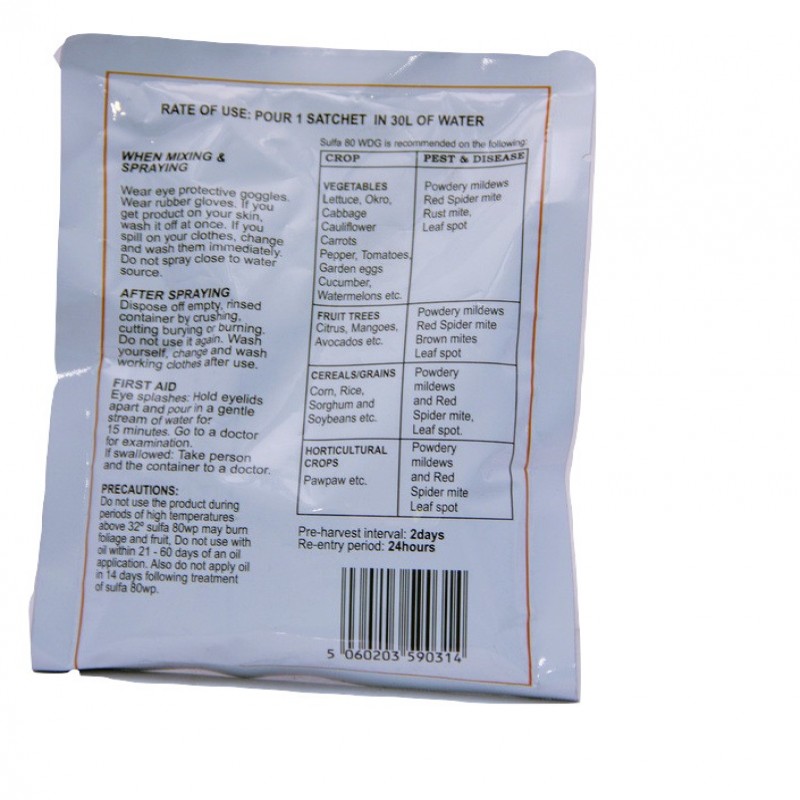 RATE OF USE: POUR 1 SATCHET IN 30L OF WATER
WHEN MIXING &
SPRAYING
Wear eye protective goggles.
Wear rubber gloves. If you
get product on your skin,
wash it off at once. If you
spill on your clothes, change
and wash them immediately.
Do not spray close to water
source.
AFTER SPRAYING
Dispose off empty, rinsed
container by crushing,
cutting burying or burning.
Do not use it again. Wash
yourself, change and wash
working clothes after use.
FIRST AID
Eye splashes: Hold eyelids
apart and pour in a gentle
stream of water for
15 minutes. Go to a doctor
for examination.
If swallowed: Take person
and the container to a doctor.
PRECAUTIONS:
Do not use the product during
periods of high temperatures
above 32º sulfa 80wp may burn
foliage and fruit, Do not use with
oil within 21 - 60 days of an oil
application. Also do not apply oil
in 14 days following treatment
of sulfa 80wp.
Sulfa 80 WDG is recommended on the following:
CROP PEST & DISEASE
VEGETABLES
Lettuce, Okro,
Cabbage
Cauliflower
Carrots
Pepper, Tomatoes,
Garden eggs
Cucumber,
Watermelons etc.
Powdery mildews
Red Spider mite
Rust mite,
Leaf spot
FRUIT TREES
Citrus, Mangoes,
Avocados etc.
Powdery mildews
Red Spider mite
Brown mites
Leaf spot
CEREALS/GRAINS
Corn, Rice,
Sorghum and
Soybeans etc.
Powdery
mildews
and Red
Spider mite,
Leaf spot.
HORTICULTURAL
CROPS
Pawpaw etc.
Powdery
mildews
and Red
Spider mite
Leaf spot
Pre-harvest interval: 2days
Re-entry period: 24hours
5 060203 590314